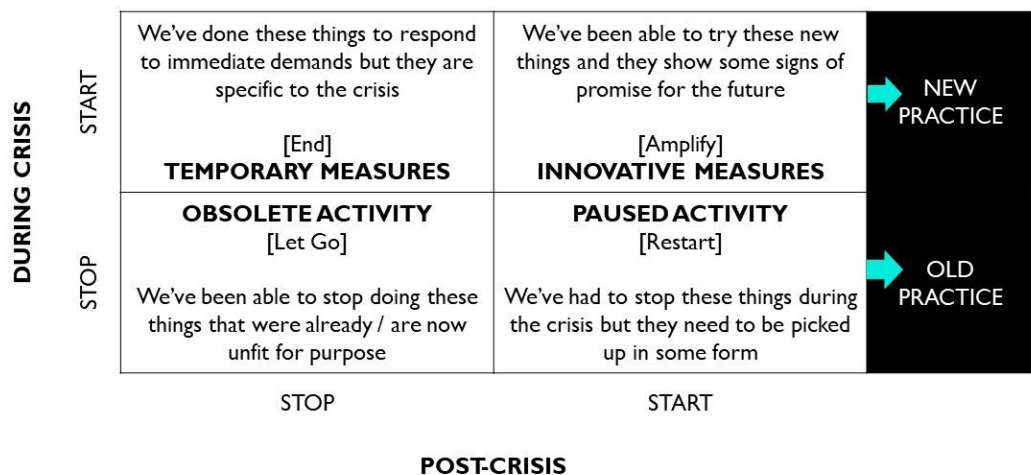 DURING CRISIS
START
We've done these things to respond
to immediate demands but they are
specific to the crisis
[End]
TEMPORARY MEASURES
We've been able to try these new
things and they show some signs of
promise for the future
[Amplify]
INNOVATIVE MEASURES
NEW
PRACTICE
STOP
OBSOLETE ACTIVITY
[Let Go]
We've been able to stop doing these
things that were already / are now
unfit for purpose
PAUSED ACTIVITY
[Restart]
We've had to stop these things during
the crisis but they need to be picked
up in some form
OLD
PRACTICE
STOP
START
POST-CRISIS